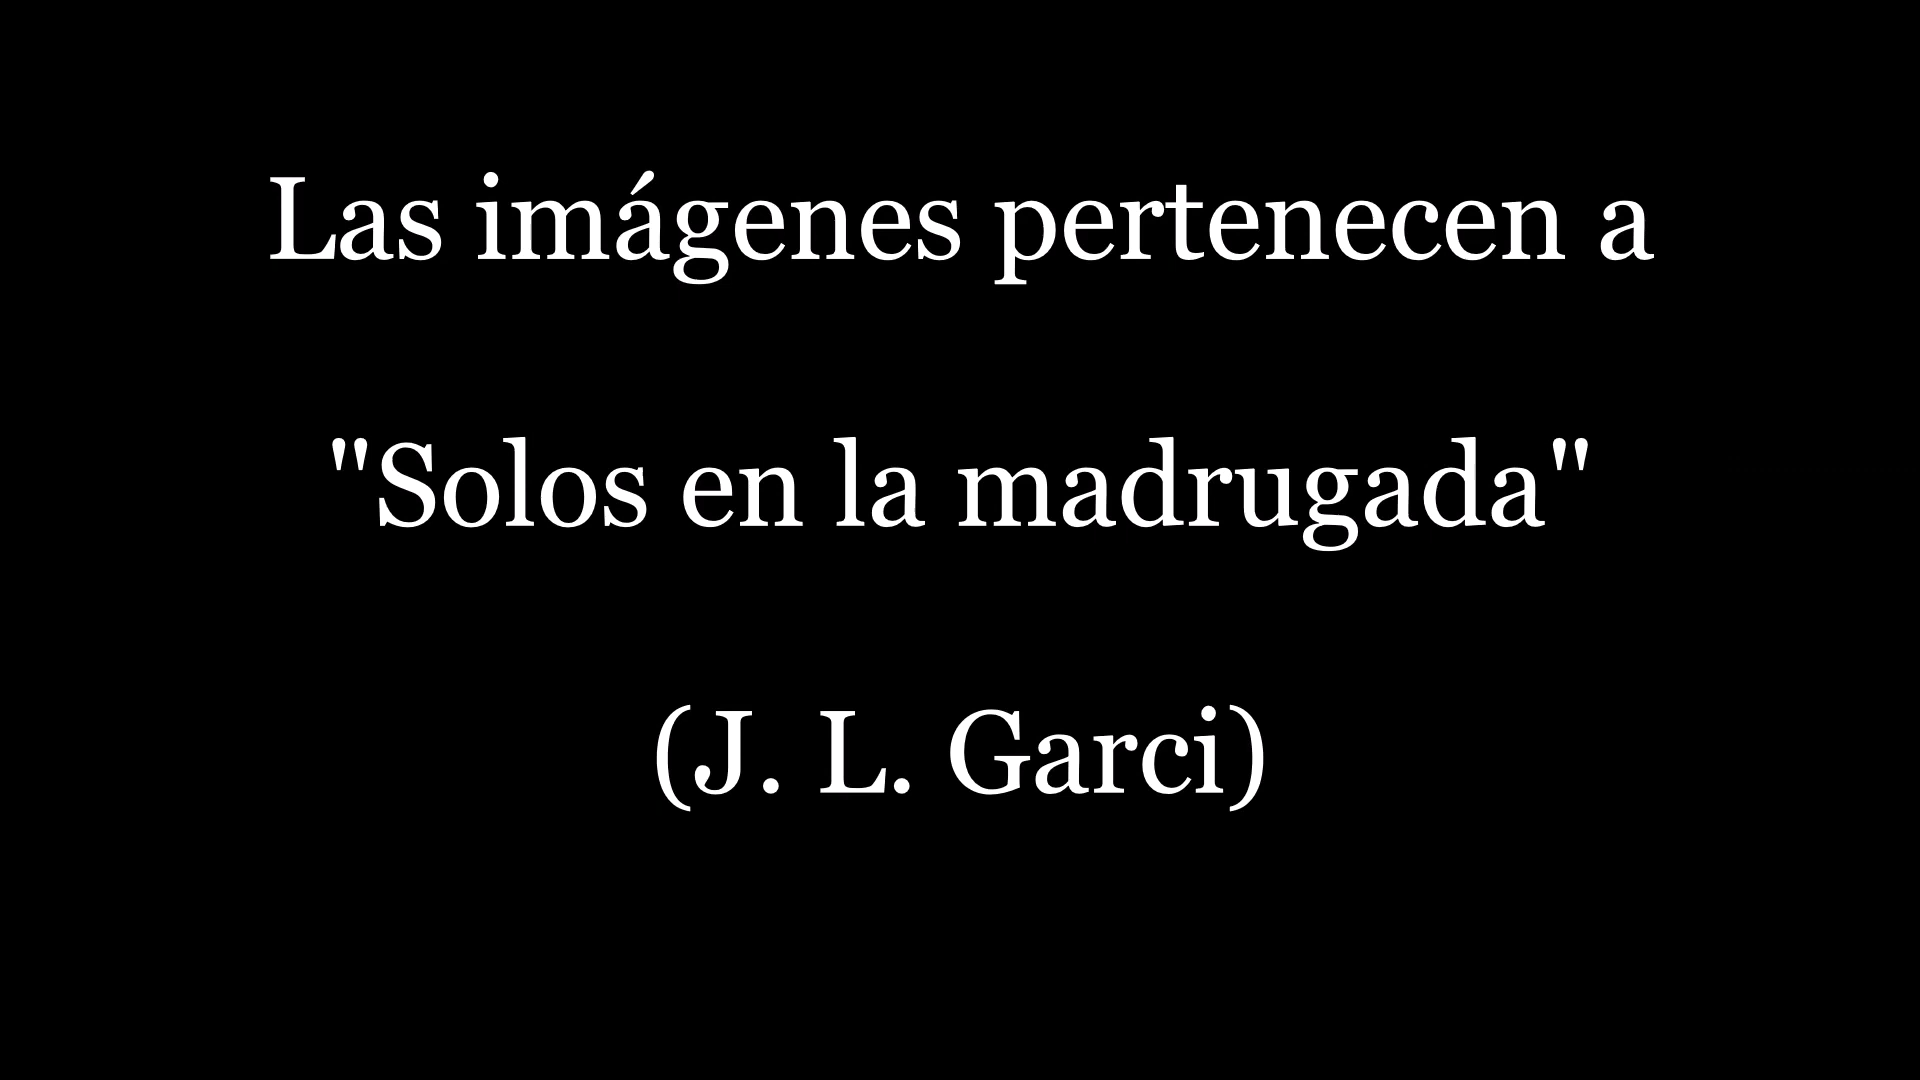 Las imágenes pertenecen a
"Solos en la madrugada"
(J. L. Garci)